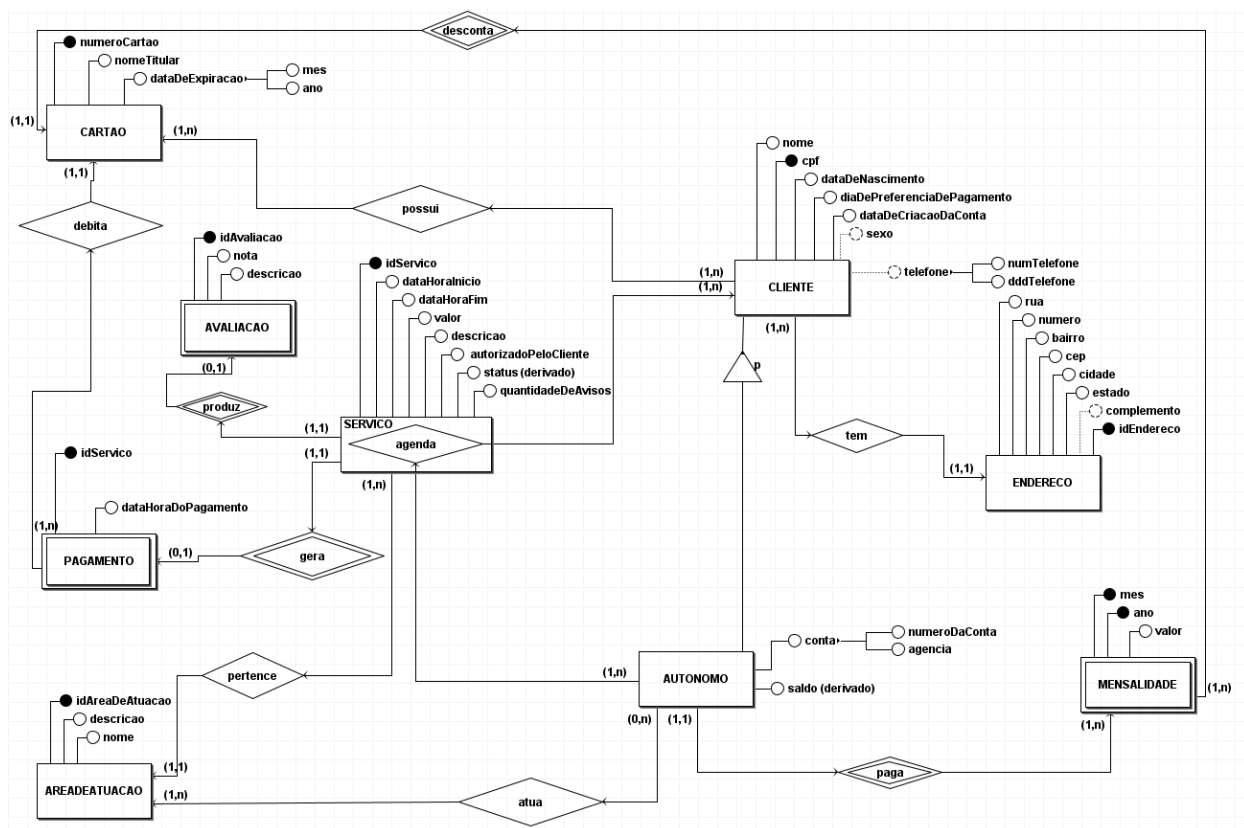 desconta
numeroCartao
nomeTitular
dataDeExpiracao
mes
ano
(1,1)
CARTAO
(1,n)
(1,1)
debita
possui
nome
cpf
dataDeNascimento
diaDePreferenciaDePagamento
dataDeCriacaoDaConta
sexo
telefone
numTelefone
dddTelefone
(1,n)
(1,n)
CLIENTE
(1,n)
idAvaliacao
nota
descricao
AVALIACAO
(0,1)
produz
(1,1)
idServico
dataHoraInicio
dataHoraFim
valor
descricao
autorizadoPeloCliente
status (derivado)
quantidadeDeAvisos
SERVICO
agenda
(1,1)
(1,n)
p
rua
numero
bairro
cep
cidade
estado
complemento
idEndereco
tem
(1,1)
ENDERECO
idServico
dataHoraDoPagamento
(1,n)
PAGAMENTO
(0,1)
gera
mes
ano
valor
MENSALIDADE
(1,n)
(1,n)
conta
numeroDaConta
agencia
saldo (derivado)
(1,n)
AUTONOMO
(0,n)
(1,1)
pertence
idAreaDeAtuacao
descricao
nome
(1,1)
AREADEATUACAO
(1,n)
atua
paga